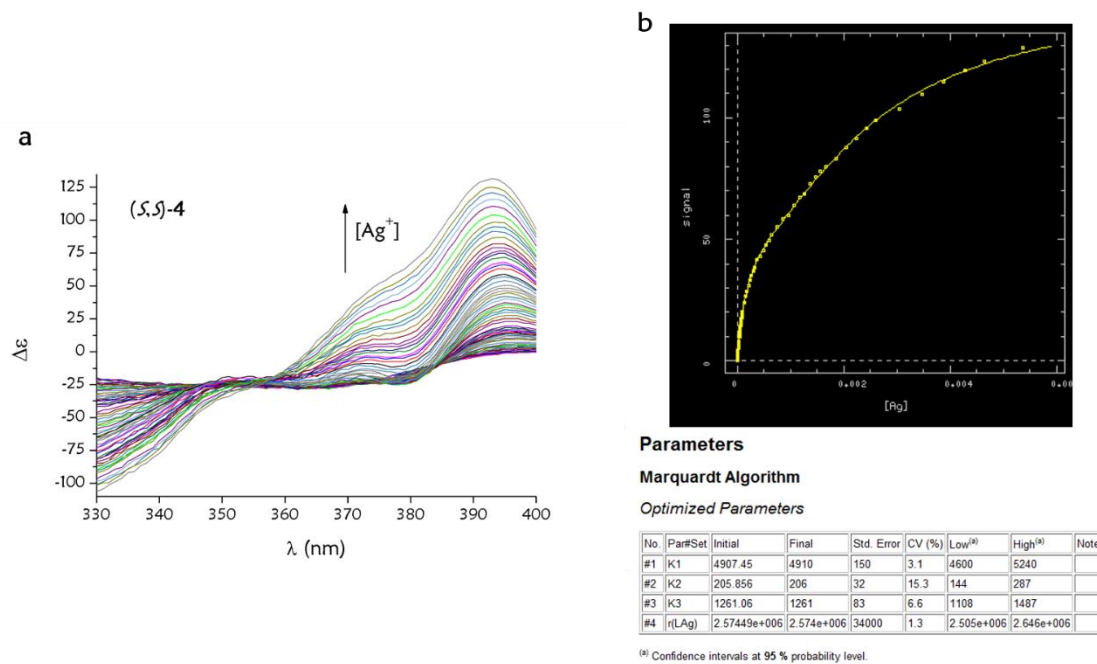 a
(S,S)-4
[Ag⁺]
Δε
125
100
75
50
25
0
-25
-50
-75
-100
330 340 350 360 370 380 390 400
λ (nm)
b
signal
100
50
0
0 0.002 0.004 0.00
[Ag]
Parameters
Marquardt Algorithm
Optimized Parameters
No. Par#Set Initial Final Std. Error CV (%) Low(a) High(a) Note
#1 K1 4907.45 4910 150 3.1 4600 5240
#2 K2 205.856 206 32 15.3 144 287
#3 K3 1261.06 1261 83 6.6 1108 1487
#4 r(LAg) 2.57449e+006 2.574e+006 34000 1.3 2.505e+006 2.646e+006
(a) Confidence intervals at 95 % probability level.